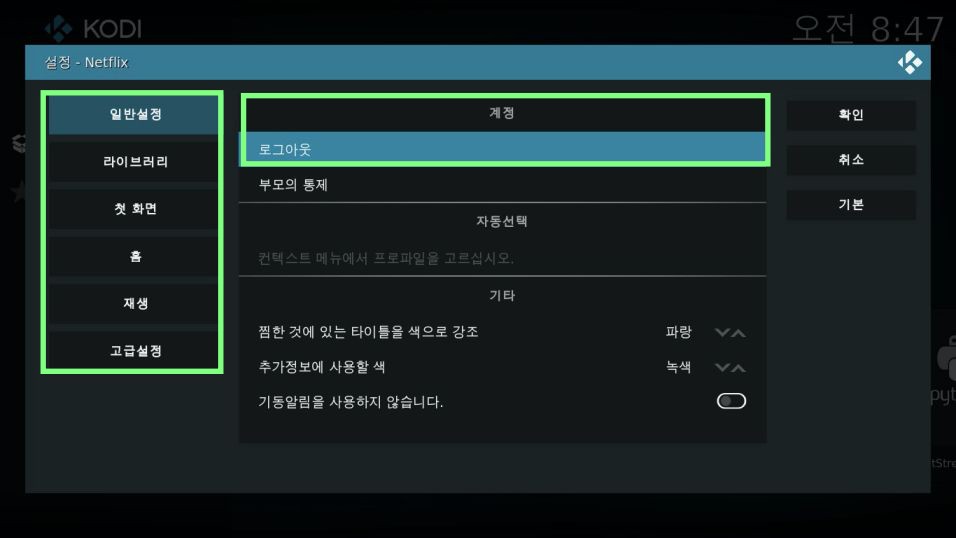 KODI
오전 8:47
설정 - Netflix
일반설정
라이브러리
첫 화면
홈
재생
고급설정
계정
로그아웃
부모의 통제
자동선택
컨텍스트 메뉴에서 프로파일을 고르십시오.
기타
찜한 것에 있는 타이틀을 색으로 강조 파랑
추가정보에 사용할 색 녹색
기동알림을 사용하지 않습니다.
확인
취소
기본